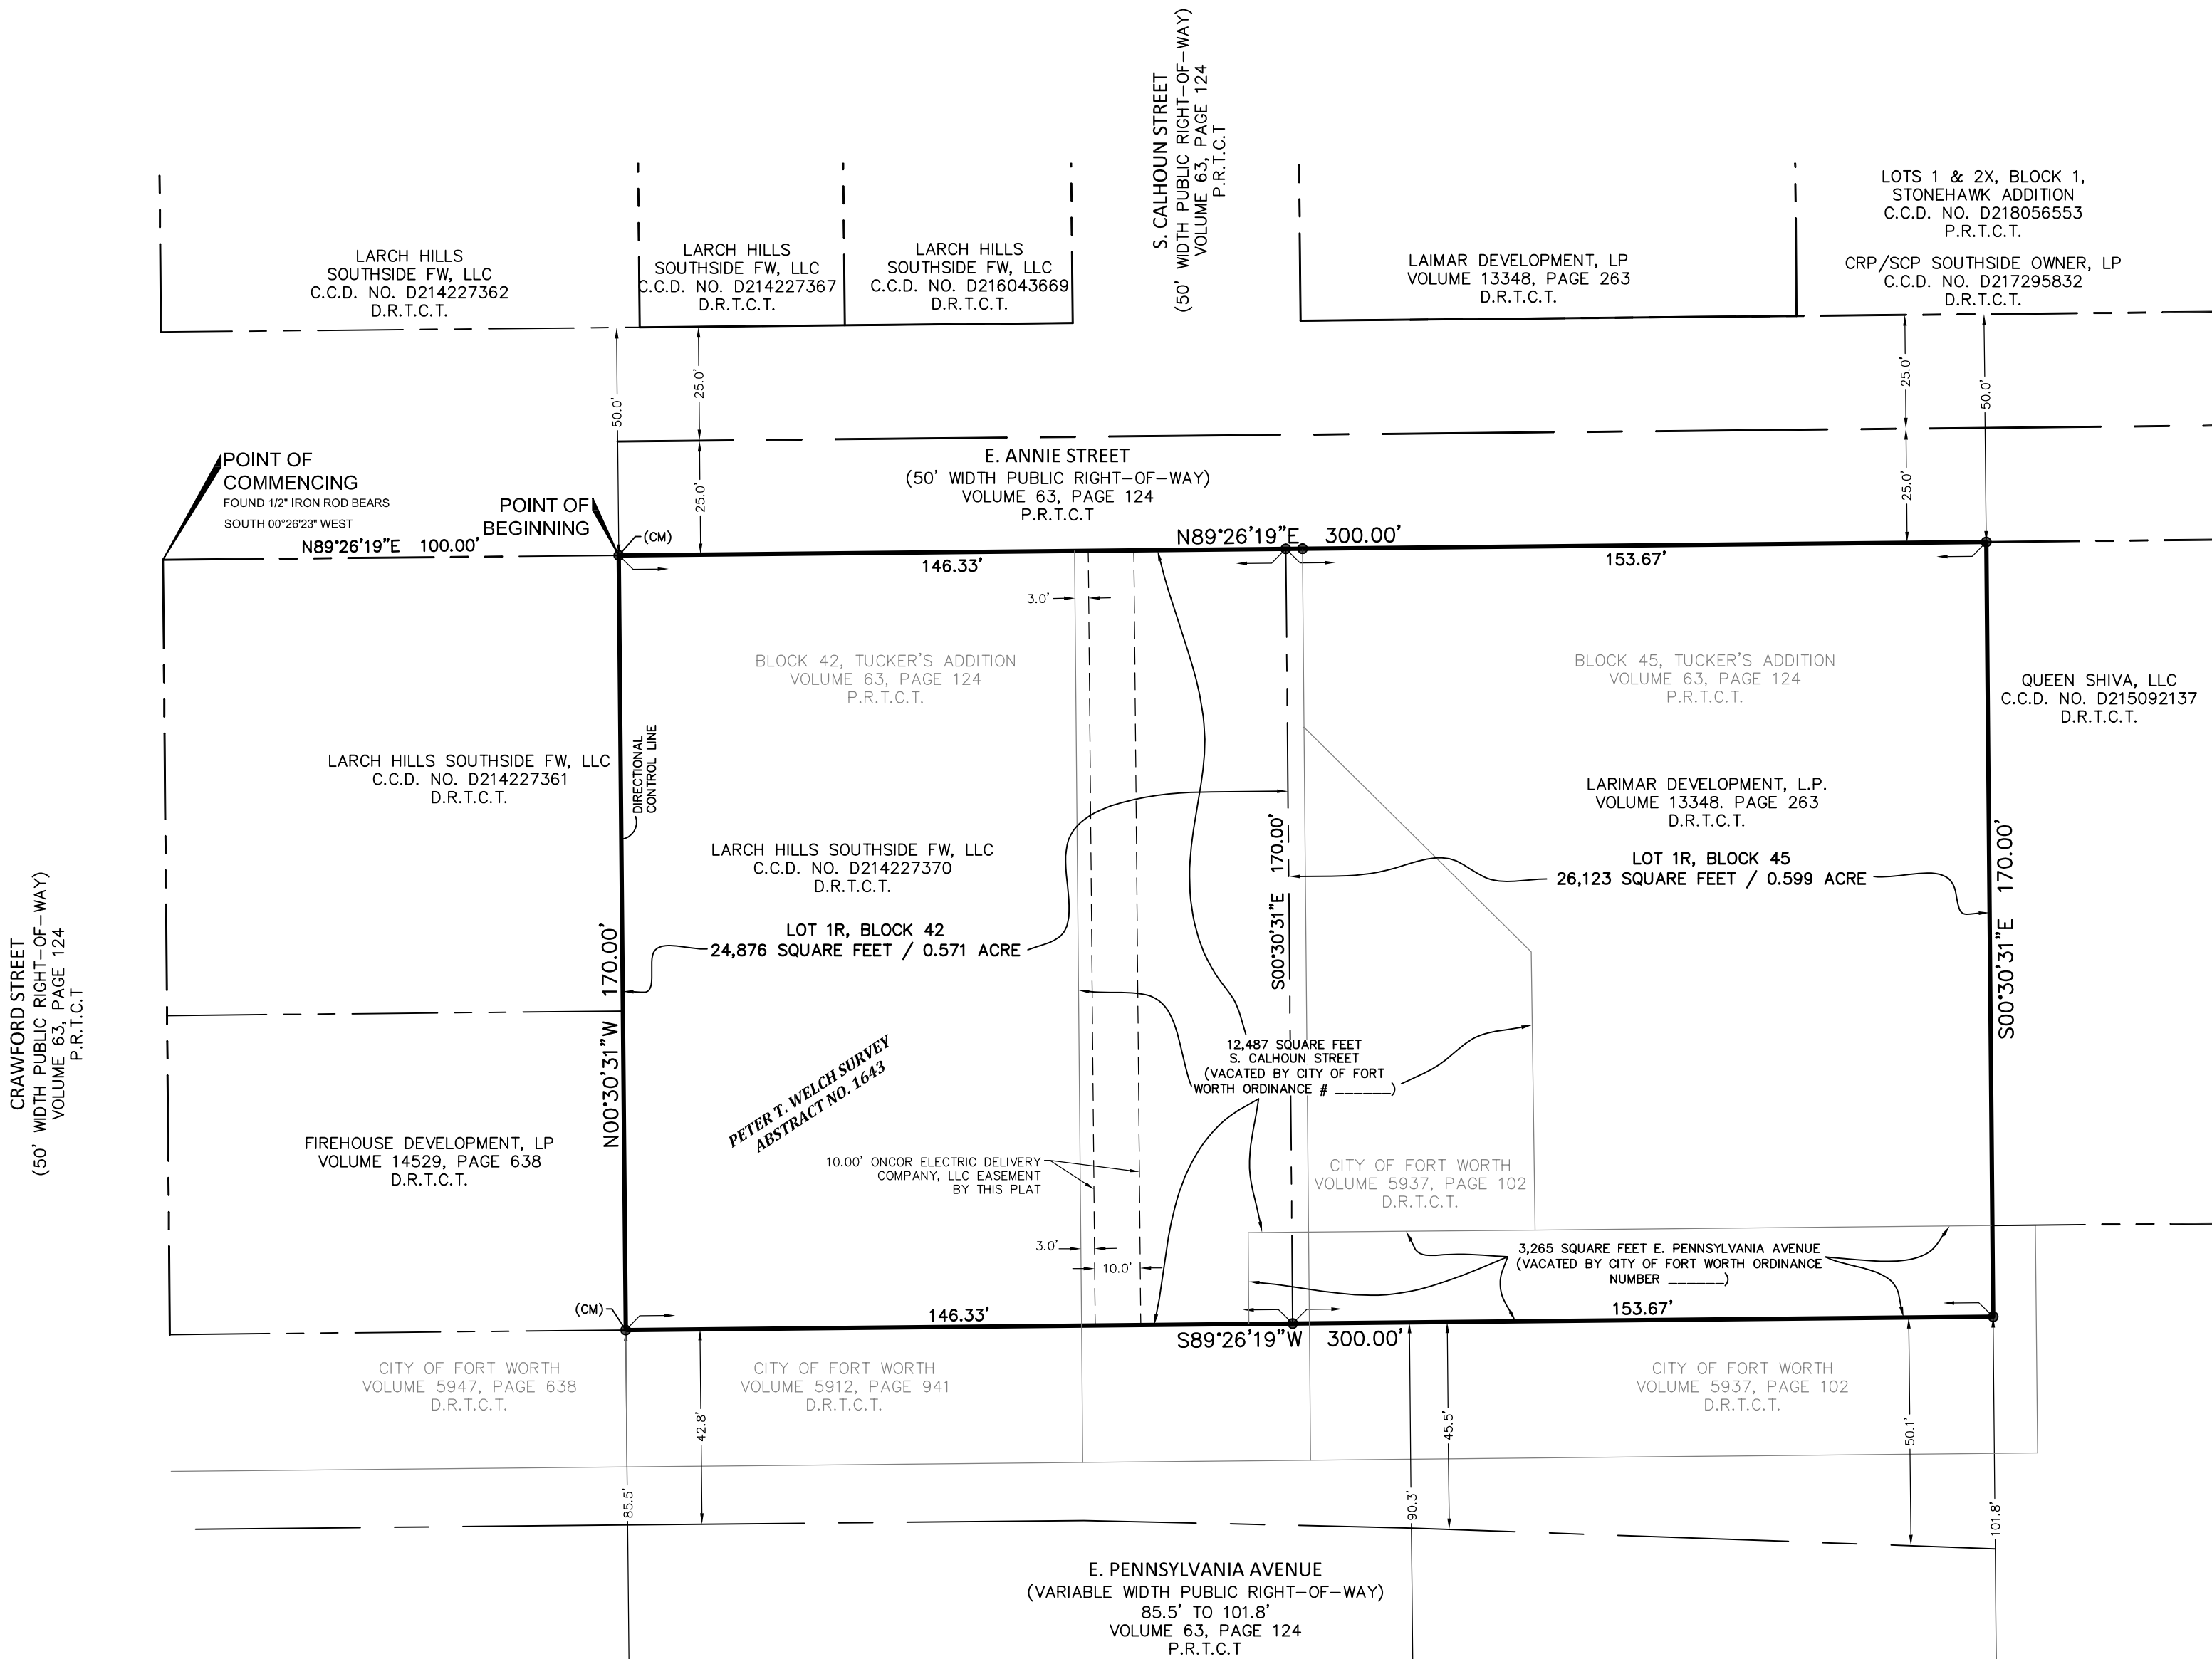 S. CALHOUN STREET
(50' WIDTH PUBLIC RIGHT-OF-WAY)
VOLUME 63, PAGE 124
P.R.T.C.T
LOTS 1 & 2X, BLOCK 1,
STONEHAWK ADDITION
C.C.D. NO. D218056553
P.R.T.C.T.
CRP/SCP SOUTHSIDE OWNER, LP
C.C.D. NO. D217295832
D.R.T.C.T.
LARCH HILLS
SOUTHSIDE FW, LLC
C.C.D. NO. D214227362
D.R.T.C.T.
LARCH HILLS
SOUTHSIDE FW, LLC
C.C.D. NO. D214227367
D.R.T.C.T.
LARCH HILLS
SOUTHSIDE FW, LLC
C.C.D. NO. D216043669
D.R.T.C.T.
LAIMAR DEVELOPMENT, LP
VOLUME 13348, PAGE 263
D.R.T.C.T.
50.0'
25.0'
25.0'
25.0'
50.0'
25.0'
E. ANNIE STREET
(50' WIDTH PUBLIC RIGHT-OF-WAY)
VOLUME 63, PAGE 124
P.R.T.C.T
POINT OF
COMMENCING
FOUND 1/2" IRON ROD BEARS
SOUTH 00°26'23" WEST
POINT OF
BEGINNING
N89°26'19"E 100.00'
(CM)
N89°26'19"E 300.00'
146.33'
153.67'
3.0'
BLOCK 42, TUCKER'S ADDITION
VOLUME 63, PAGE 124
P.R.T.C.T.
BLOCK 45, TUCKER'S ADDITION
VOLUME 63, PAGE 124
P.R.T.C.T.
QUEEN SHIVA, LLC
C.C.D. NO. D215092137
D.R.T.C.T.
LARCH HILLS SOUTHSIDE FW, LLC
C.C.D. NO. D214227361
D.R.T.C.T.
DIRECTIONAL
CONTROL LINE
LARIMAR DEVELOPMENT, L.P.
VOLUME 13348. PAGE 263
D.R.T.C.T.
LARCH HILLS SOUTHSIDE FW, LLC
C.C.D. NO. D214227370
D.R.T.C.T.
LOT 1R, BLOCK 45
26,123 SQUARE FEET / 0.599 ACRE
LOT 1R, BLOCK 42
24,876 SQUARE FEET / 0.571 ACRE
S00°30'31"E 170.00'
S00°30'31"E 170.00'
N00°30'31"W 170.00'
CRAWFORD STREET
(50' WIDTH PUBLIC RIGHT-OF-WAY)
VOLUME 63, PAGE 124
P.R.T.C.T
PETER T. WELCH SURVEY
ABSTRACT NO. 1643
12,487 SQUARE FEET
S. CALHOUN STREET
(VACATED BY CITY OF FORT
WORTH ORDINANCE # ______)
FIREHOUSE DEVELOPMENT, LP
VOLUME 14529, PAGE 638
D.R.T.C.T.
10.00' ONCOR ELECTRIC DELIVERY
COMPANY, LLC EASEMENT
BY THIS PLAT
CITY OF FORT WORTH
VOLUME 5937, PAGE 102
D.R.T.C.T.
3.0'
10.0'
3,265 SQUARE FEET E. PENNSYLVANIA AVENUE
(VACATED BY CITY OF FORT WORTH ORDINANCE
NUMBER ______)
(CM)
146.33'
153.67'
S89°26'19"W 300.00'
CITY OF FORT WORTH
VOLUME 5947, PAGE 638
D.R.T.C.T.
CITY OF FORT WORTH
VOLUME 5912, PAGE 941
D.R.T.C.T.
CITY OF FORT WORTH
VOLUME 5937, PAGE 102
D.R.T.C.T.
42.8'
45.5'
50.1'
85.5'
90.3'
101.8'
E. PENNSYLVANIA AVENUE
(VARIABLE WIDTH PUBLIC RIGHT-OF-WAY)
85.5' TO 101.8'
VOLUME 63, PAGE 124
P.R.T.C.T